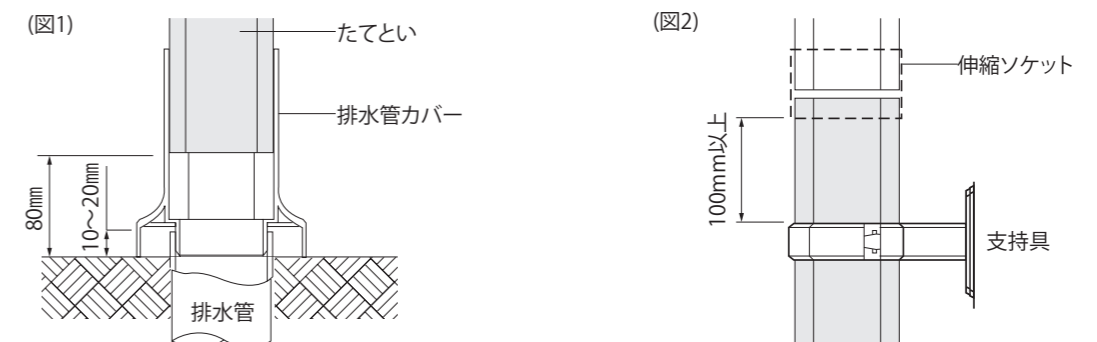 (図1)
たてとい
排水管カバー
80㎜
10〜20㎜
排水管
(図2)
伸縮ソケット
100mm以上
支持具